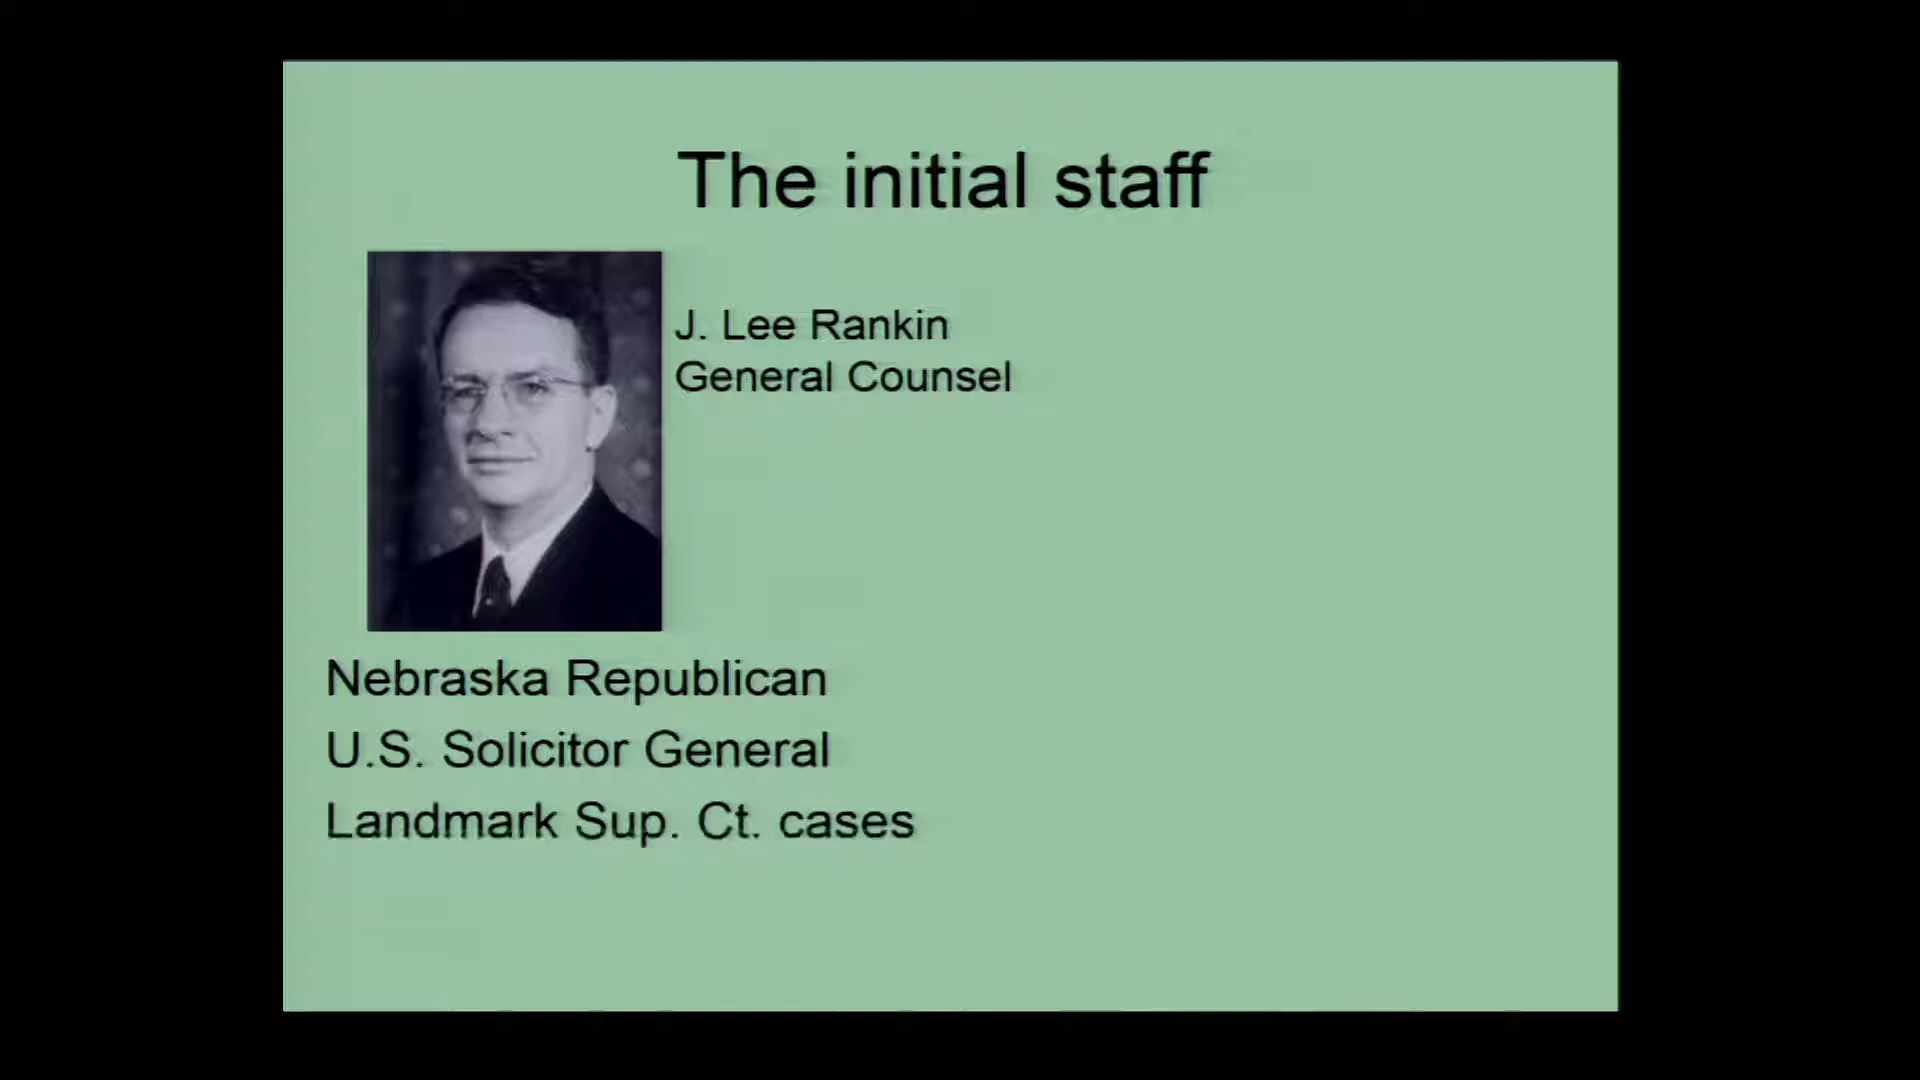 The initial staff
J. Lee Rankin
General Counsel
Nebraska Republican
U.S. Solicitor General
Landmark Sup. Ct. cases